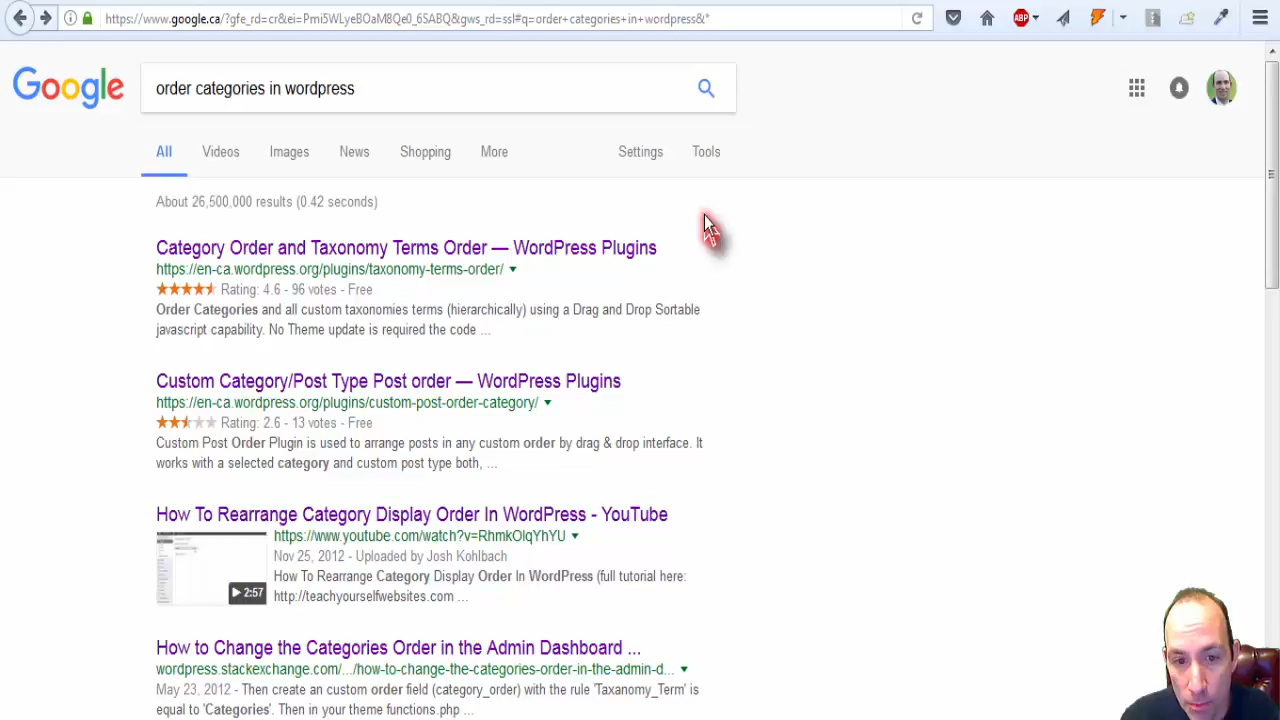 https://www.google.ca/?gfe_rd=cr&ei=Pmi5WLyeBOaM8Qe0_6SABQ&gws_rd=ssl#q=order+categories+in+wordpress&*
ABP
Google
order categories in wordpress
All Videos Images News Shopping More Settings Tools
About 26,500,000 results (0.42 seconds)
Category Order and Taxonomy Terms Order — WordPress Plugins
https://en-ca.wordpress.org/plugins/taxonomy-terms-order/
Rating: 4.6 - 96 votes - Free
Order Categories and all custom taxonomies terms (hierarchically) using a Drag and Drop Sortable
javascript capability. No Theme update is required the code ...
Custom Category/Post Type Post order — WordPress Plugins
https://en-ca.wordpress.org/plugins/custom-post-order-category/
Rating: 2.6 - 13 votes - Free
Custom Post Order Plugin is used to arrange posts in any custom order by drag & drop interface. It
works with a selected category and custom post type both, ...
How To Rearrange Category Display Order In WordPress - YouTube
https://www.youtube.com/watch?v=RhmkOlqYhYU
Nov 25, 2012 - Uploaded by Josh Kohlbach
How To Rearrange Category Display Order In WordPress (full tutorial here:
2:57
http://teachyourselfwebsites.com ...
How to Change the Categories Order in the Admin Dashboard ...
wordpress.stackexchange.com/.../how-to-change-the-categories-order-in-the-admin-d...
May 23, 2012 - Then create an custom order field (category_order) with the rule 'Taxanomy_Term' is
equal to 'Categories'. Then in your theme functions.php ...